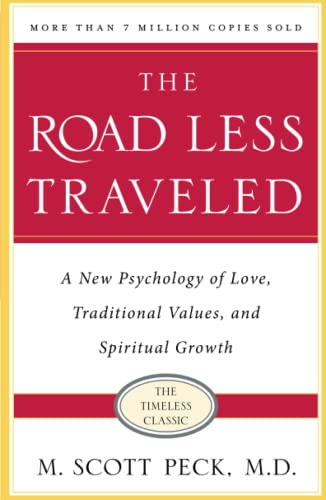 MORE THAN 7 MILLION COPIES SOLD
THE
ROAD LESS
TRAVELED
A New Psychology of Love,
Traditional Values, and
Spiritual Growth
THE
TIMELESS
CLASSIC
M. SCOTT PECK, M.D.